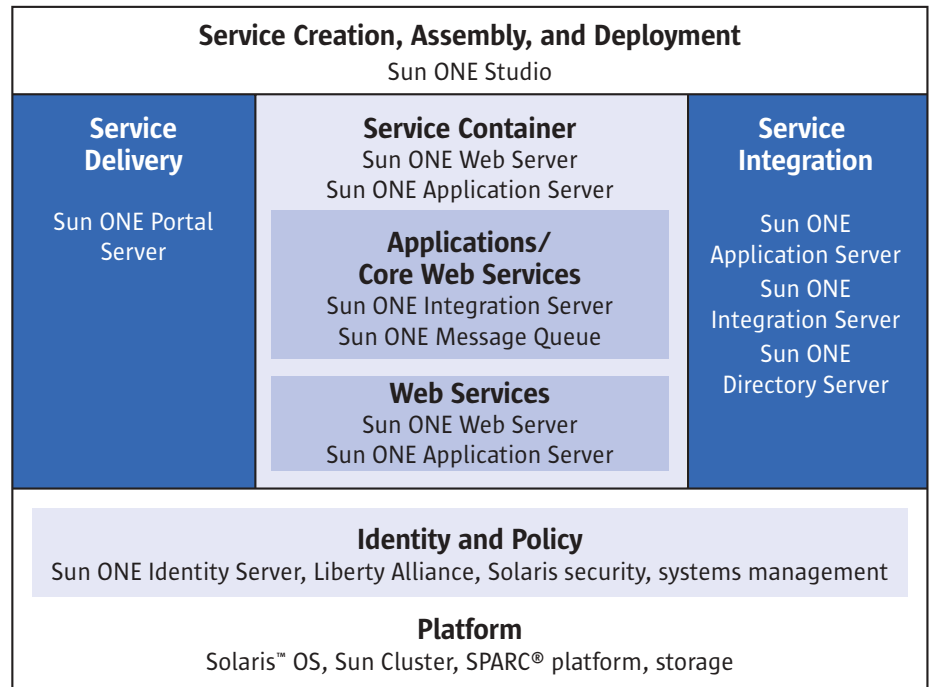 Service Creation, Assembly, and Deployment
Sun ONE Studio
Service
Delivery
Sun ONE Portal
Server
Service Container
Sun ONE Web Server
Sun ONE Application Server
Applications/
Core Web Services
Sun ONE Integration Server
Sun ONE Message Queue
Web Services
Sun ONE Web Server
Sun ONE Application Server
Service
Integration
Sun ONE
Application Server
Sun ONE
Integration Server
Sun ONE
Directory Server
Identity and Policy
Sun ONE Identity Server, Liberty Alliance, Solaris security, systems management
Platform
Solaris™ OS, Sun Cluster, SPARC® platform, storage